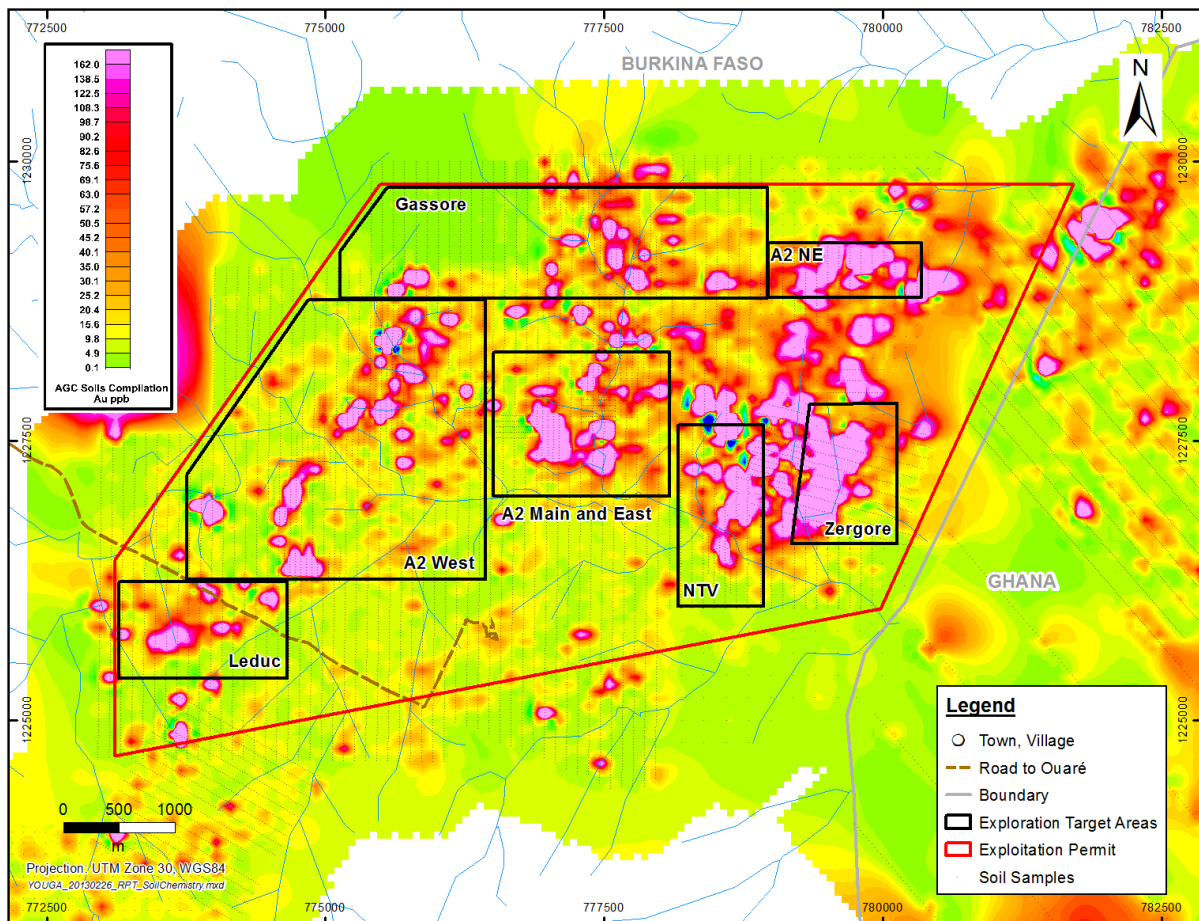 772500 775000 777500 780000 782500
BURKINA FASO
N
162.0
138.5
122.5
108.3
98.7
90.2
82.6
75.6
69.1
63.0
57.2
50.5
45.2
40.1
35.0
30.1
25.2
20.4
15.6
9.8
4.9
0.1
AGC Soils Compilation
Au ppb
1230000 1230000
Gassore
A2 NE
1227500 1227500
A2 Main and East
Zergore
A2 West
NTV
GHANA
Leduc
1225000 1225000
Legend
Town, Village
Road to Ouaré
Boundary
Exploration Target Areas
Exploitation Permit
Soil Samples
0 500 1000
m
Projection: UTM Zone 30, WGS84
YOUGA_20130226_RPT_SoilChemistry.mxd
772500 775000 777500 780000 782500